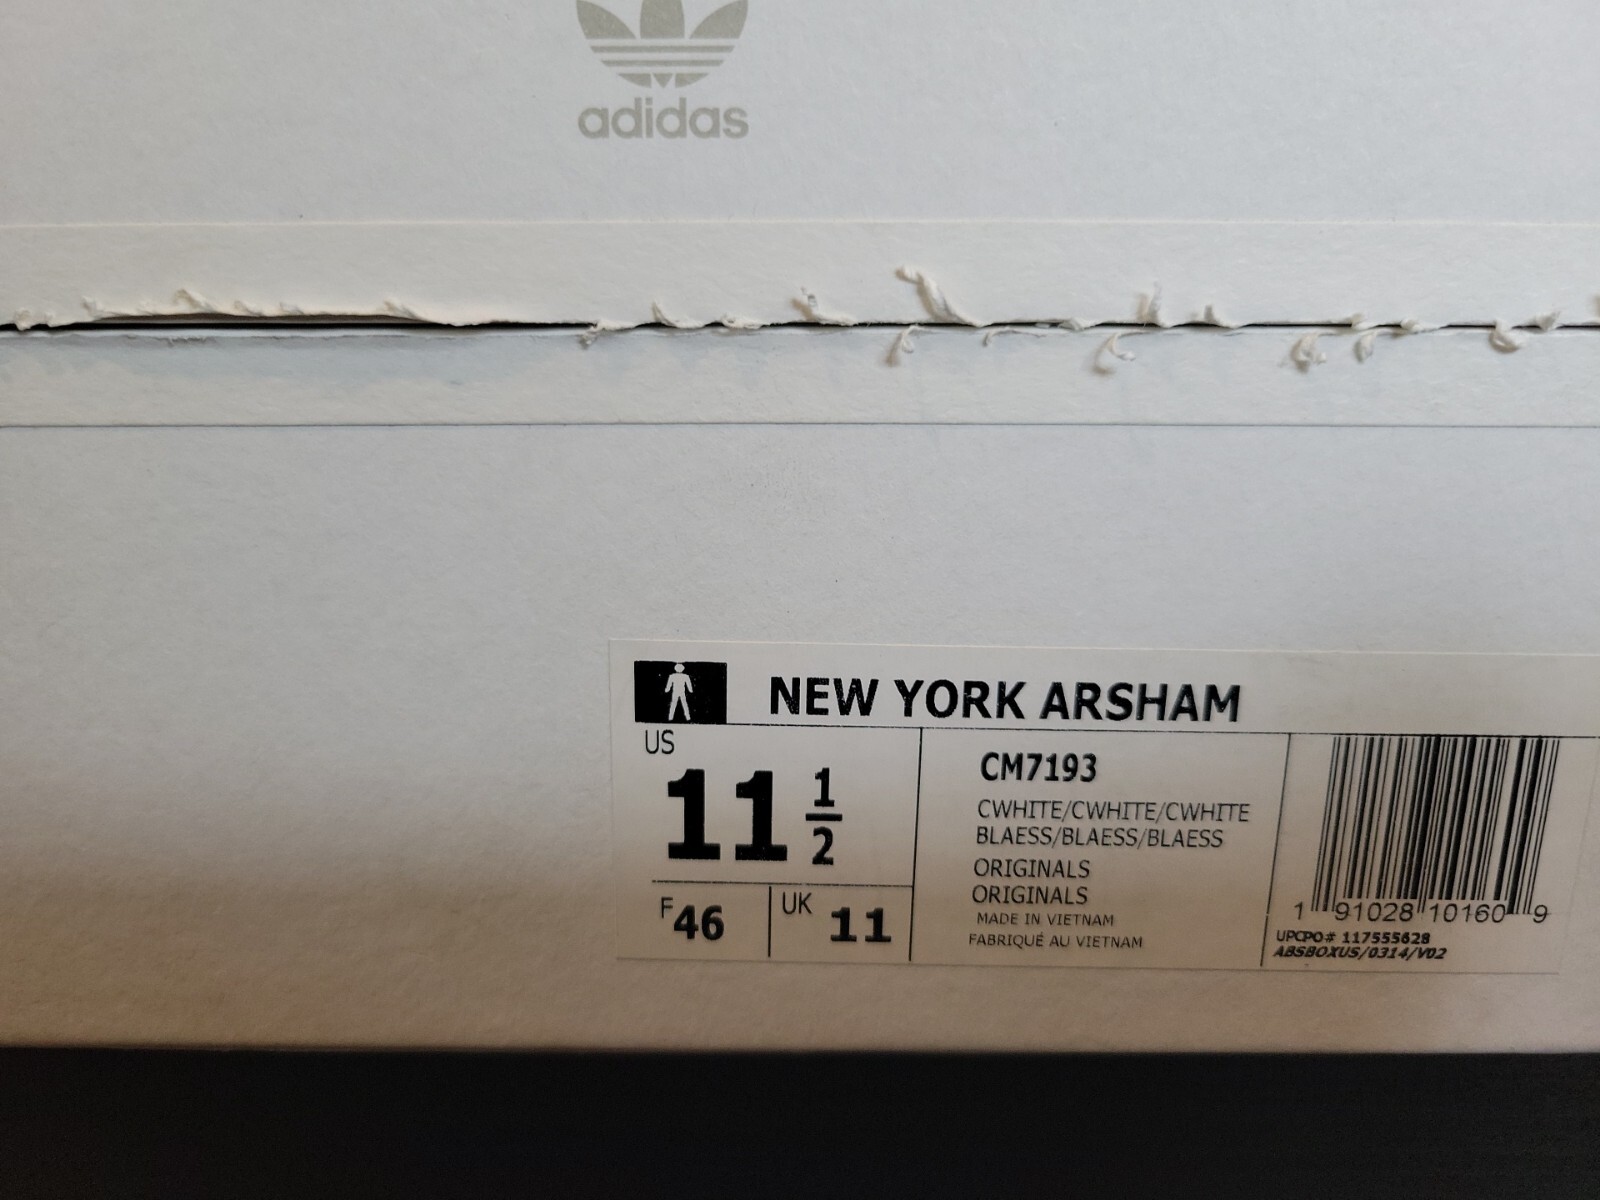 adidas
NEW YORK ARSHAM
US
11 1/2
F 46
UK 11
CM7193
CWHITE/CWHITE/CWHITE
BLAESS/BLAESS/BLAESS
ORIGINALS
ORIGINALS
MADE IN VIETNAM
FABRIQUÉ AU VIETNAM
1 91028 10160 9
UPCPO# 117555628
ABSBOXUS/0314/V02